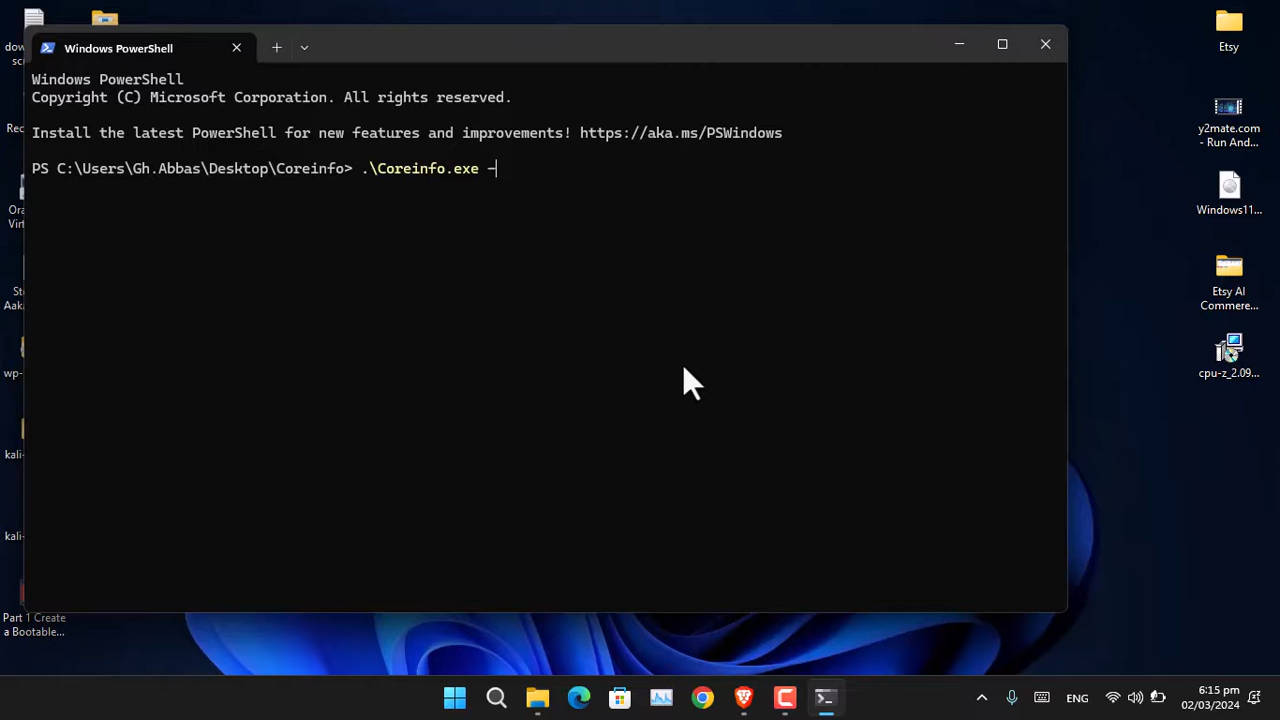 Windows PowerShell
Windows PowerShell
Copyright (C) Microsoft Corporation. All rights reserved.
Install the latest PowerShell for new features and improvements! https://aka.ms/PSWindows
PS C:\Users\Gh.Abbas\Desktop\Coreinfo> .\Coreinfo.exe -
Etsy
y2mate.com
- Run And...
Windows11...
Etsy AI
Commere...
cpu-z_2.09...
Part 1 Create
a Bootable...
ENG
6:15 pm
02/03/2024